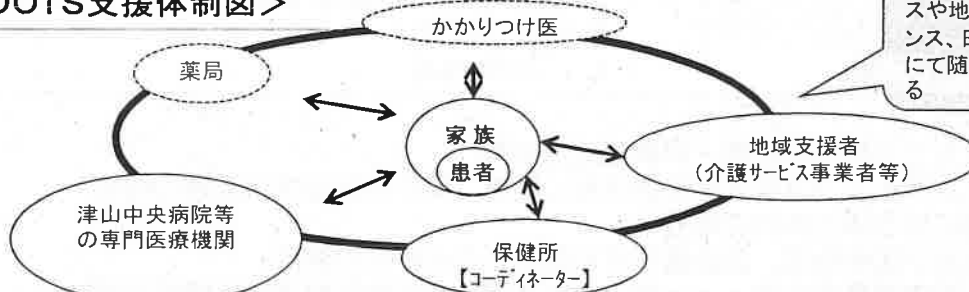 DOTS支援体制図＞
かかりつけ医
薬局
家族
患者
地域支援者
(介護サービス事業者等)
津山中央病院等
の専門医療機関
保健所
【コーディネーター】
スや地
ンス、
にて随
る